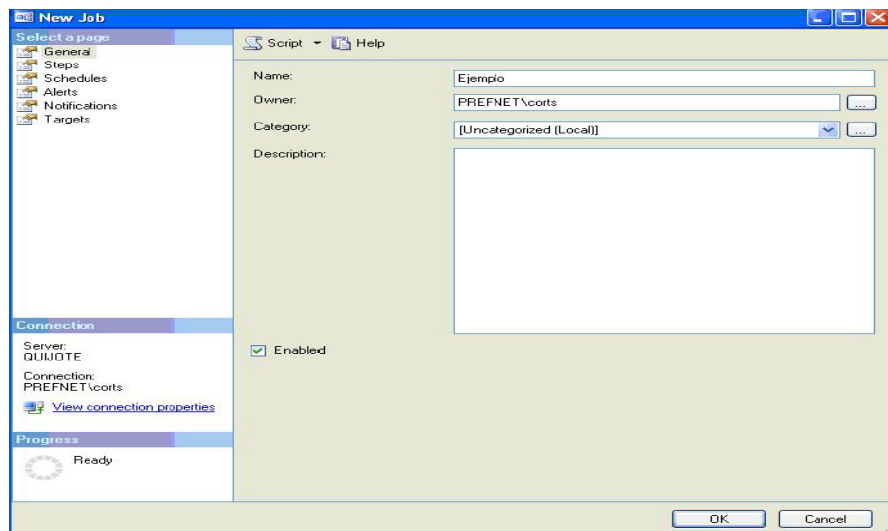 New Job
Select a page
General
Steps
Schedules
Alerts
Notifications
Targets
Script
Help
Name:
Ejemplo
Owner:
PREFNET\corts
...
Category:
[Uncategorized (Local)]
...
Description:
Enabled
Connection
Server:
QUIJOTE
Connection:
PREFNET\corts
View connection properties
Progress
Ready
OK
Cancel